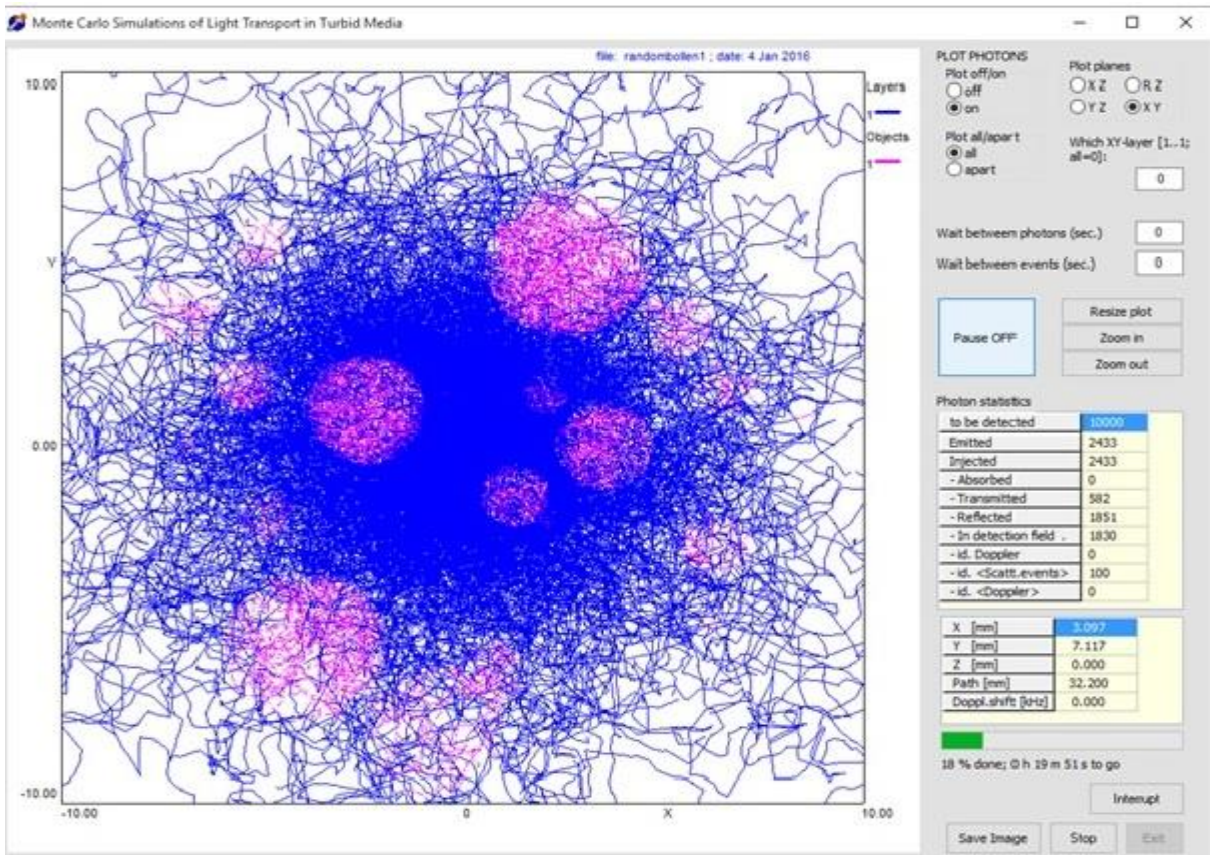 Monte Carlo Simulations of Light Transport in Turbid Media
file: randombollen1 ; date: 4 Jan 2016
10.00
Y
0.00
-10.00
-10.00 0 X 10.00
Layers
1
Objects
1
PLOT PHOTONS
Plot off/on
off
on
Plot planes
X Z R Z
Y Z X Y
Plot all/apart
all
apart
Which XY-layer [1..1;
all=0]:
0
Wait between photons (sec.) 0
Wait between events (sec.) 0
Pause OFF
Resize plot
Zoom in
Zoom out
Photon statistics
to be detected 10000
Emitted 2433
Injected 2433
- Absorbed 0
- Transmitted 582
- Reflected 1851
- In detection field . 1830
- id. Doppler 0
- id. <Scatt.events> 100
- id. <Doppler> 0
X [mm] 3.097
Y [mm] 7.117
Z [mm] 0.000
Path [mm] 32.200
Doppl.shift [kHz] 0.000
18 % done; 0 h 19 m 51 s to go
Interrupt
Save Image Stop Exit